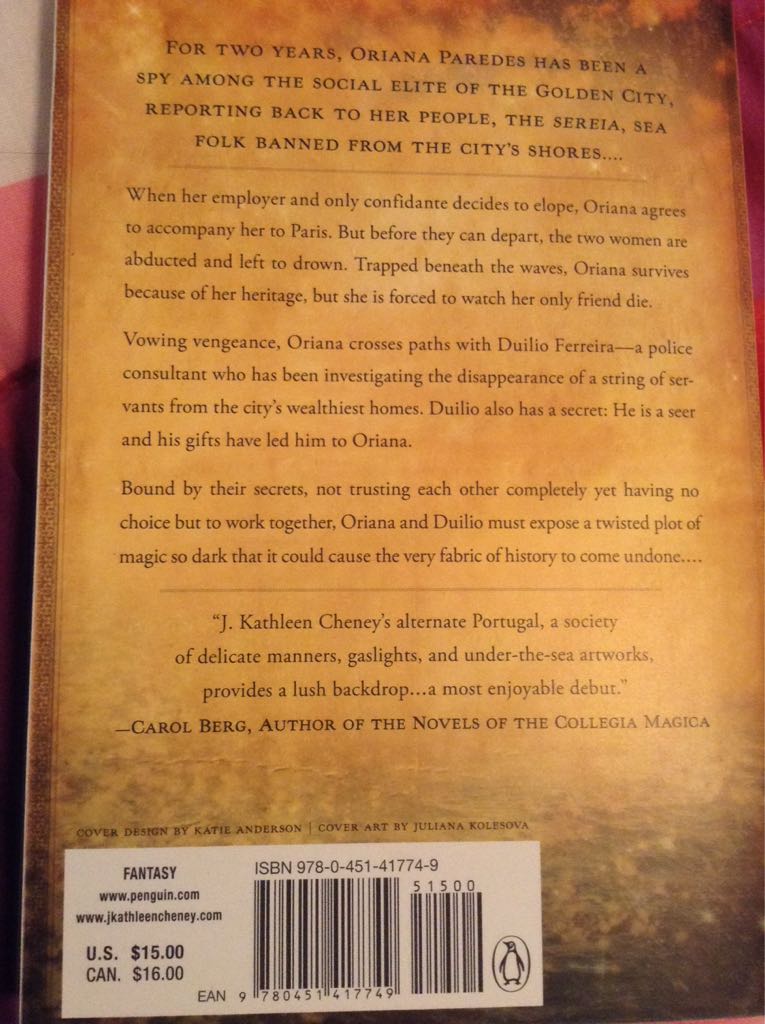 FOR TWO YEARS, ORIANA PAREDES HAS BEEN A
SPY AMONG THE SOCIAL ELITE OF THE GOLDEN CITY,
REPORTING BACK TO HER PEOPLE, THE SEREIA, SEA
FOLK BANNED FROM THE CITY'S SHORES....
When her employer and only confidante decides to elope, Oriana agrees
to accompany her to Paris. But before they can depart, the two women are
abducted and left to drown. Trapped beneath the waves, Oriana survives
because of her heritage, but she is forced to watch her only friend die.
Vowing vengeance, Oriana crosses paths with Duilio Ferreira—a police
consultant who has been investigating the disappearance of a string of ser-
vants from the city's wealthiest homes. Duilio also has a secret: He is a seer
and his gifts have led him to Oriana.
Bound by their secrets, not trusting each other completely yet having no
choice but to work together, Oriana and Duilio must expose a twisted plot of
magic so dark that it could cause the very fabric of history to come undone....
"J. Kathleen Cheney's alternate Portugal, a society
of delicate manners, gaslights, and under-the-sea artworks,
provides a lush backdrop...a most enjoyable debut."
—CAROL BERG, AUTHOR OF THE NOVELS OF THE COLLEGIA MAGICA
COVER DESIGN BY KATIE ANDERSON | COVER ART BY JULIANA KOLESOVA
FANTASY
www.penguin.com
www.jkathleencheney.com
U.S. $15.00
CAN. $16.00
ISBN 978-0-451-41774-9
51500
EAN 9 780451 417749